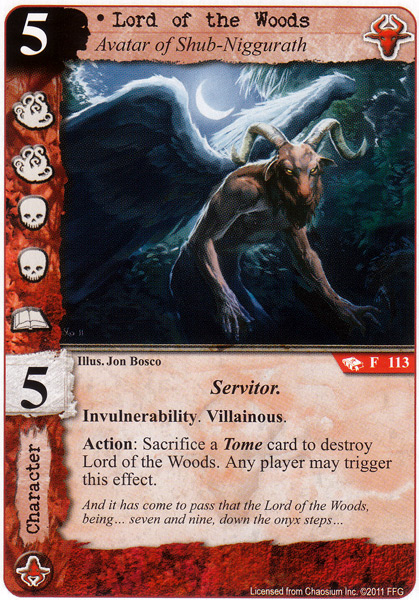 5
• Lord of the Woods
Avatar of Shub-Niggurath
Illus. Jon Bosco
F 113
5
Servitor.
Invulnerability. Villainous.
Action: Sacrifice a Tome card to destroy
Lord of the Woods. Any player may trigger
this effect.
And it has come to pass that the Lord of the Woods,
being... seven and nine, down the onyx steps...
Character
Licensed from Chaosium Inc. ©2011 FFG